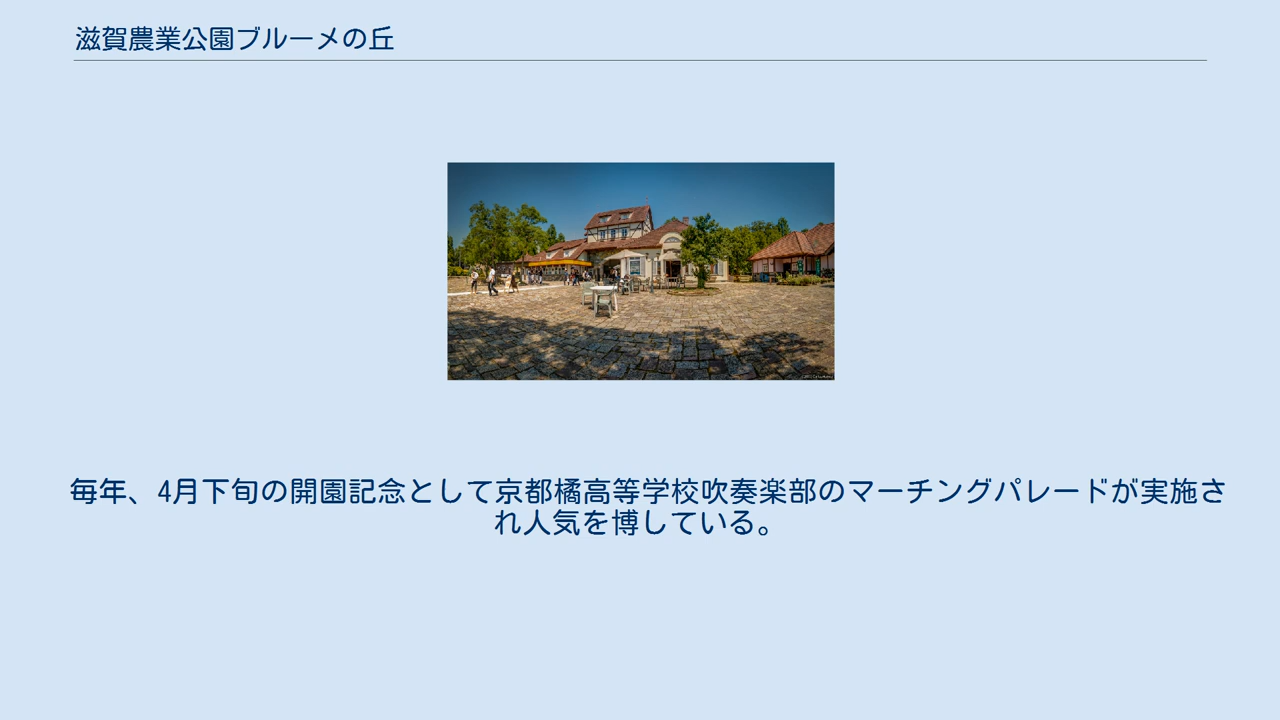 滋賀農業公園ブルーメの丘
毎年、4月下旬の開園記念として京都橘高等学校吹奏楽部のマーチングパレードが実施さ
れ人気を博している。